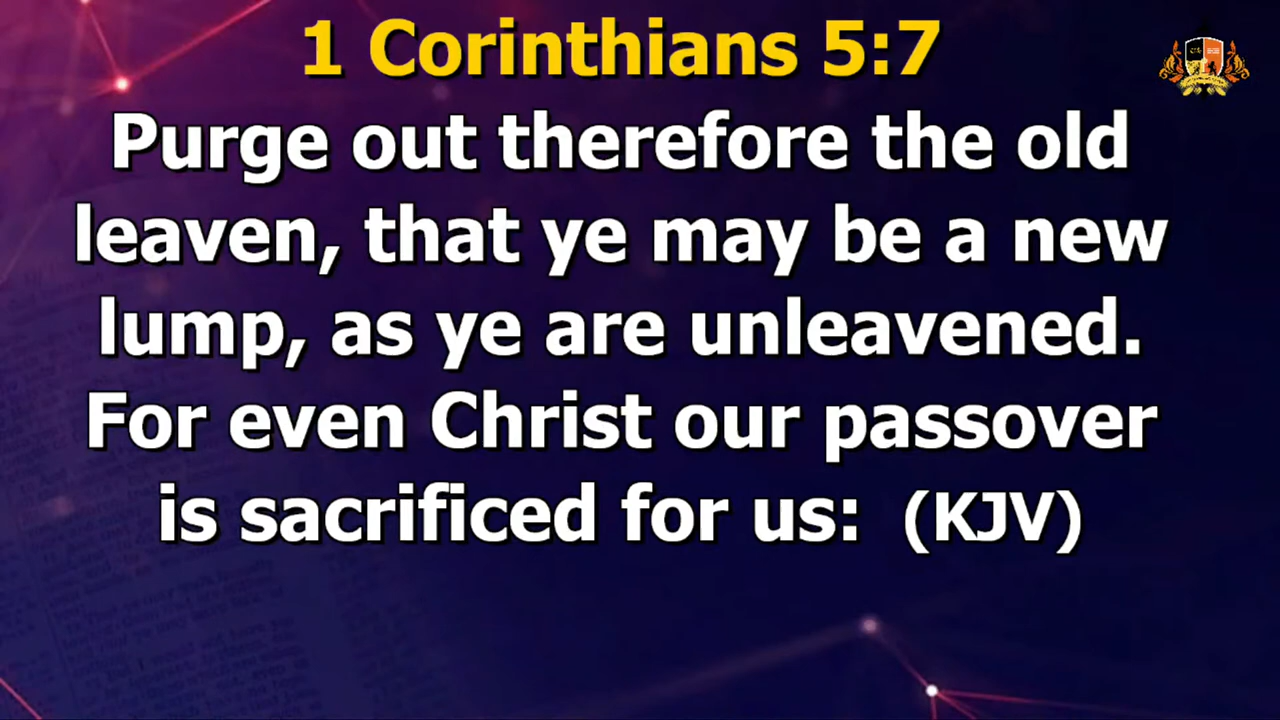 1 Corinthians 5:7
Purge out therefore the old
leaven, that ye may be a new
lump, as ye are unleavened.
For even Christ our passover
is sacrificed for us:  (KJV)